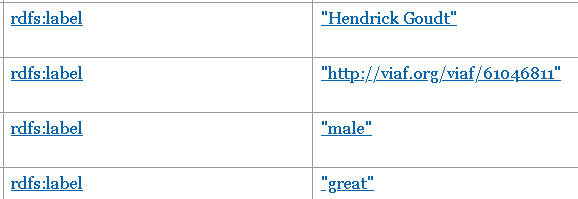 rdfs:label "Hendrick Goudt"
rdfs:label "http://viaf.org/viaf/61046811"
rdfs:label "male"
rdfs:label "great"